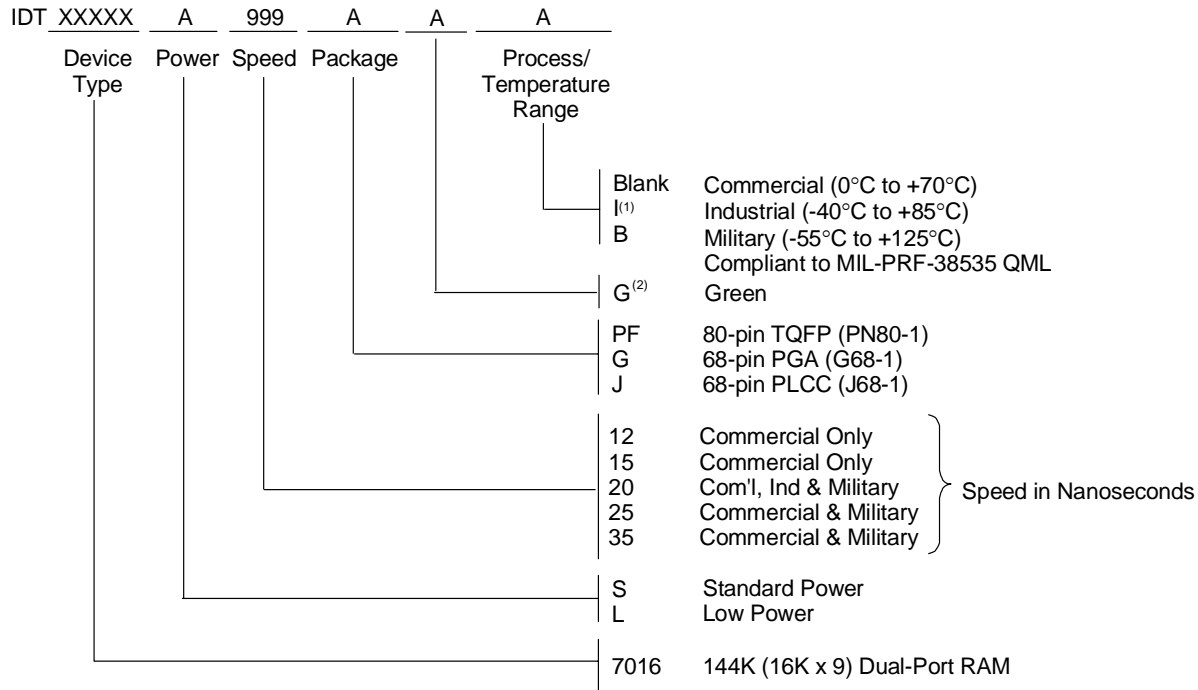 IDT XXXXX A 999 A A A
Device Type Power Speed Package Process/ Temperature Range
Blank Commercial (0°C to +70°C)
I(1) Industrial (-40°C to +85°C)
B Military (-55°C to +125°C)
Compliant to MIL-PRF-38535 QML
G(2) Green
PF 80-pin TQFP (PN80-1)
G 68-pin PGA (G68-1)
J 68-pin PLCC (J68-1)
12 Commercial Only
15 Commercial Only
20 Com'l, Ind & Military
25 Commercial & Military
35 Commercial & Military
Speed in Nanoseconds
S Standard Power
L Low Power
7016 144K (16K x 9) Dual-Port RAM